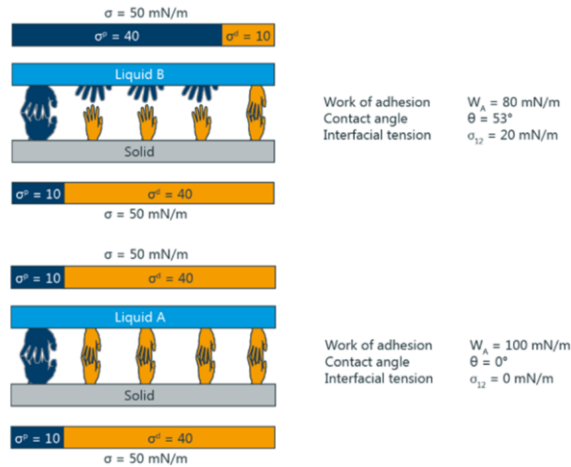 σ = 50 mN/m
σᵖ = 40 σᵈ = 10
Liquid B
Solid
σᵖ = 10 σᵈ = 40
σ = 50 mN/m
Work of adhesion W_A = 80 mN/m
Contact angle θ = 53°
Interfacial tension σ₁₂ = 20 mN/m
σ = 50 mN/m
σᵖ = 10 σᵈ = 40
Liquid A
Solid
σᵖ = 10 σᵈ = 40
σ = 50 mN/m
Work of adhesion W_A = 100 mN/m
Contact angle θ = 0°
Interfacial tension σ₁₂ = 0 mN/m